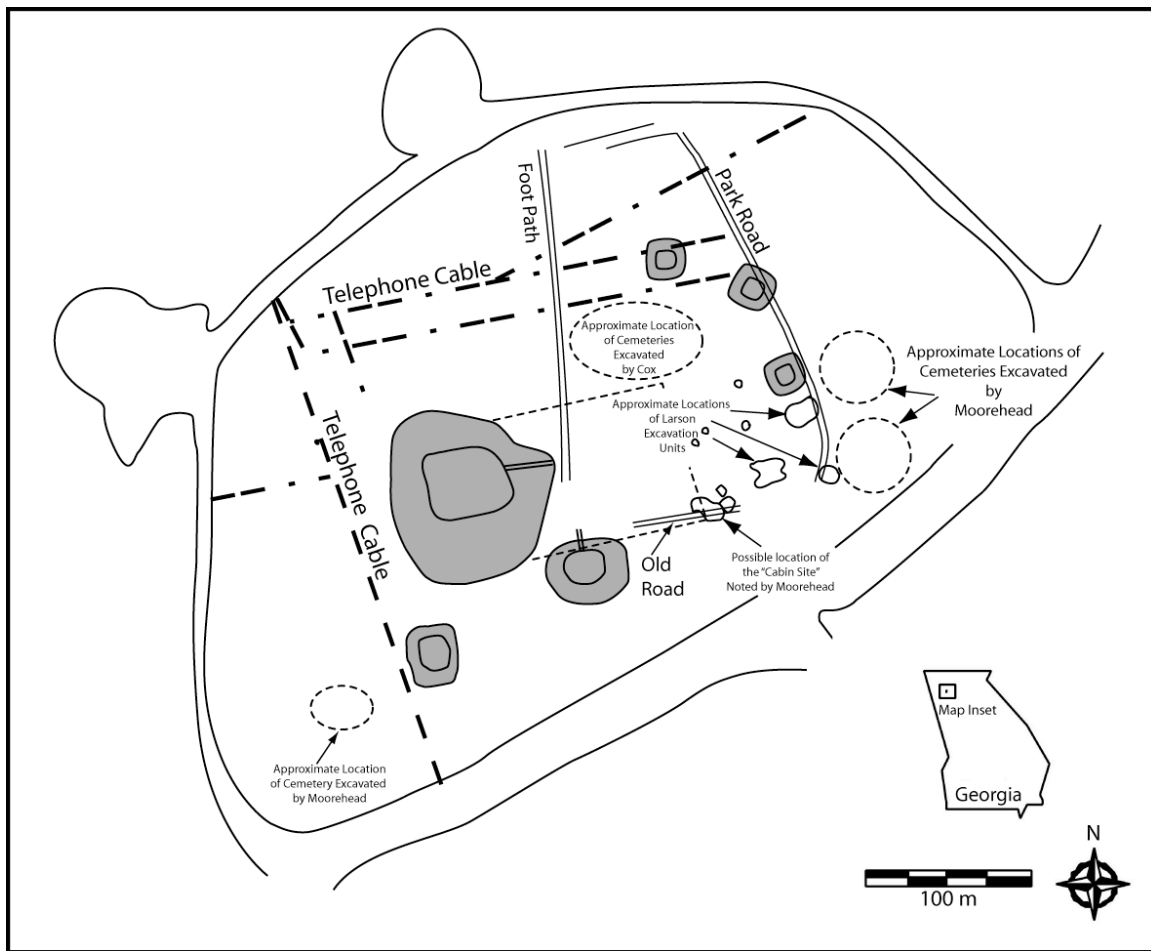 Foot Path
Park Road
Telephone Cable
Approximate Location
of Cemeteries
Excavated
by Cox
Approximate Locations of
Cemeteries Excavated
by
Moorehead
Approximate Locations
of Larson
Excavation
Units
Telephone Cable
Old
Road
Possible location of
the "Cabin Site"
Noted by Moorehead
Approximate Location
of Cemetery Excavated
by Moorehead
Map Inset
Georgia
N
100 m